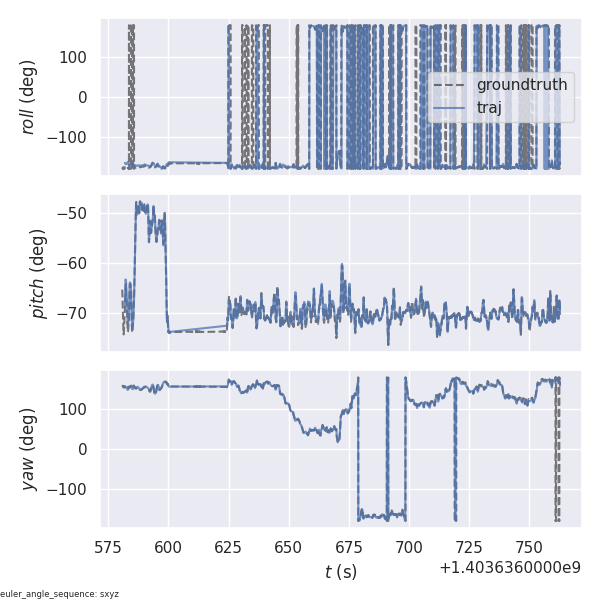 100
0
−100
roll (deg)
groundtruth
traj
−50
−60
−70
pitch (deg)
100
0
−100
yaw (deg)
575 600 625 650 675 700 725 750
t (s)
+1.4036360000e9
euler_angle_sequence: sxyz